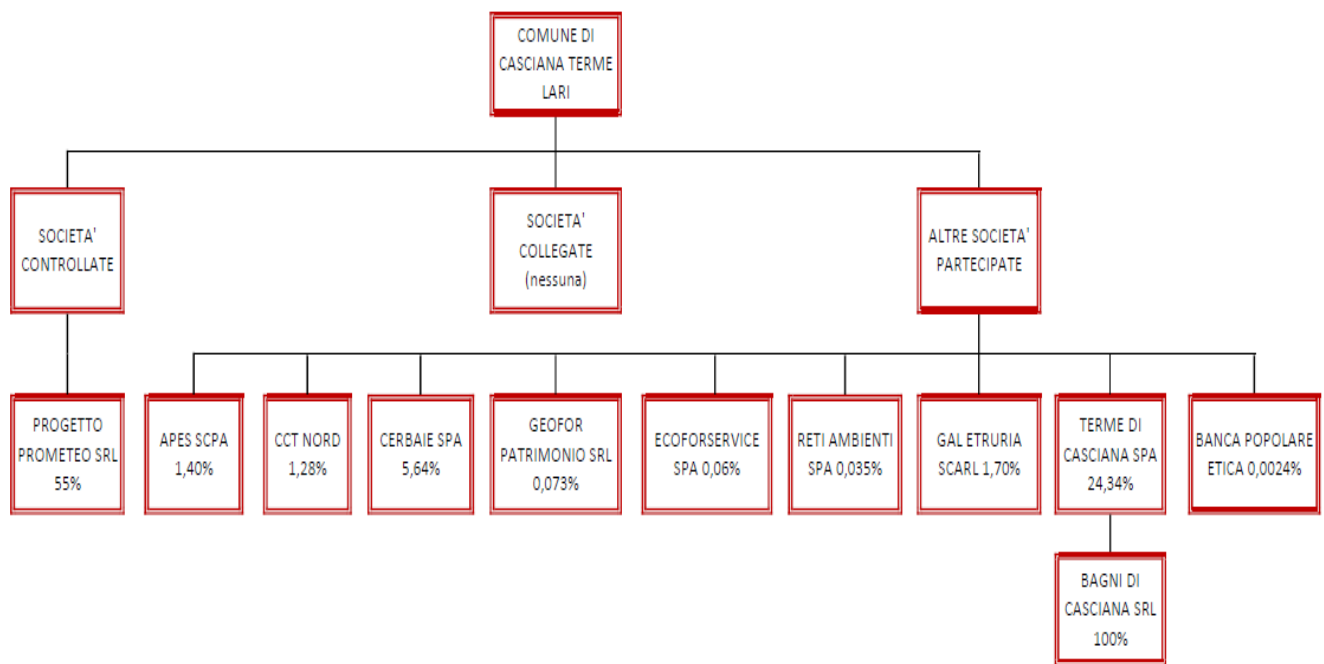 COMUNE DI
CASCIANA TERME
LARI
SOCIETA'
CONTROLLATE
SOCIETA'
COLLEGATE
(nessuna)
ALTRE SOCIETA'
PARTECIPATE
PROGETTO
PROMETEO SRL
55%
APES SCPA
1,40%
CCT NORD
1,28%
CERBAIE SPA
5,64%
GEOFOR
PATRIMONIO SRL
0,073%
ECOFORSERVICE
SPA 0,06%
RETI AMBIENTI
SPA 0,035%
GAL ETRURIA
SCARL 1,70%
TERME DI
CASCIANA SPA
24,34%
BANCA POPOLARE
ETICA 0,0024%
BAGNI DI
CASCIANA SRL
100%